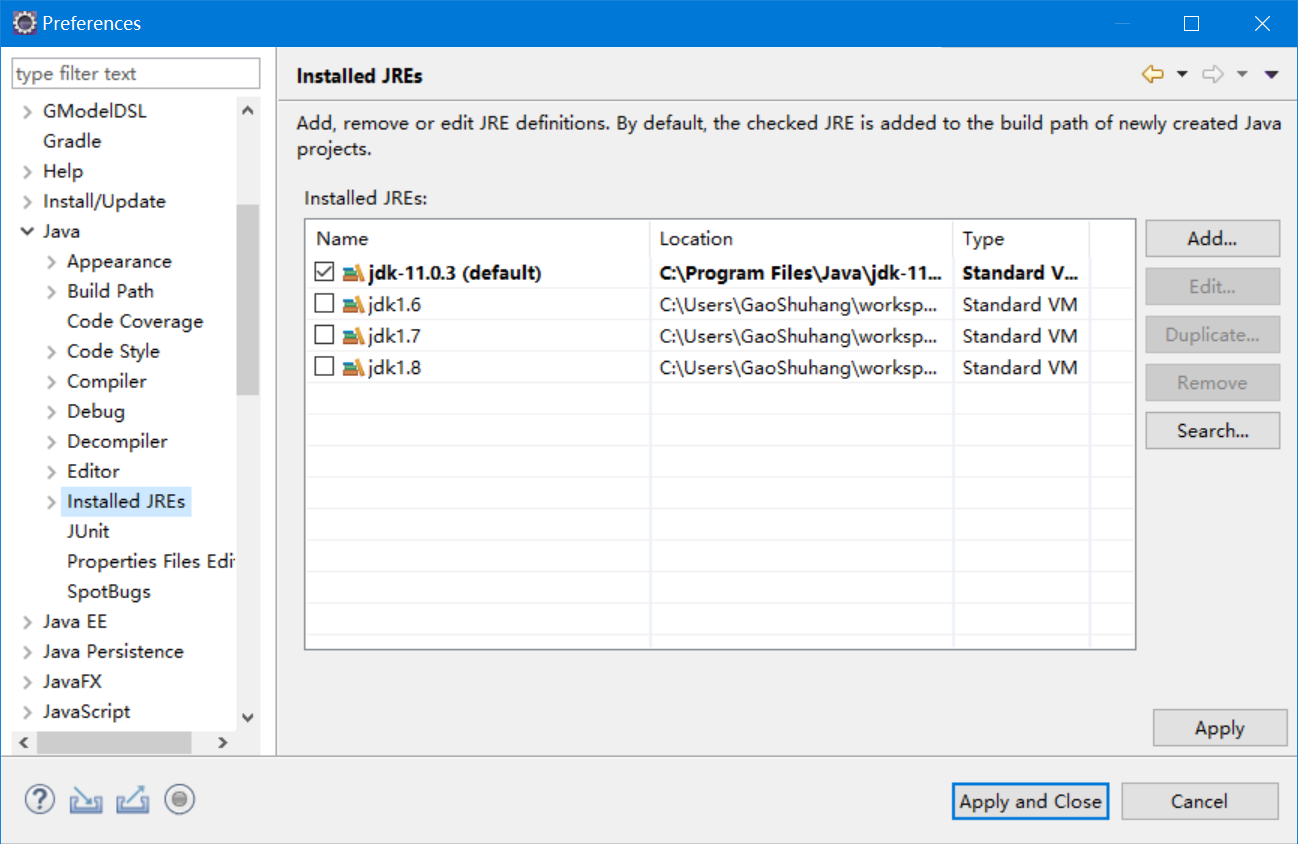 Preferences
type filter text
GModelDSL
Gradle
Help
Install/Update
Java
Appearance
Build Path
Code Coverage
Code Style
Compiler
Debug
Decompiler
Editor
Installed JREs
JUnit
Properties Files Edi
SpotBugs
Java EE
Java Persistence
JavaFX
JavaScript
Installed JREs
Add, remove or edit JRE definitions. By default, the checked JRE is added to the build path of newly created Java
projects.
Installed JREs:
Name Location Type
jdk-11.0.3 (default) C:\Program Files\Java\jdk-11... Standard V...
jdk1.6 C:\Users\GaoShuhang\worksp... Standard VM
jdk1.7 C:\Users\GaoShuhang\worksp... Standard VM
jdk1.8 C:\Users\GaoShuhang\worksp... Standard VM
Add...
Edit...
Duplicate...
Remove
Search...
Apply
?
Apply and Close
Cancel